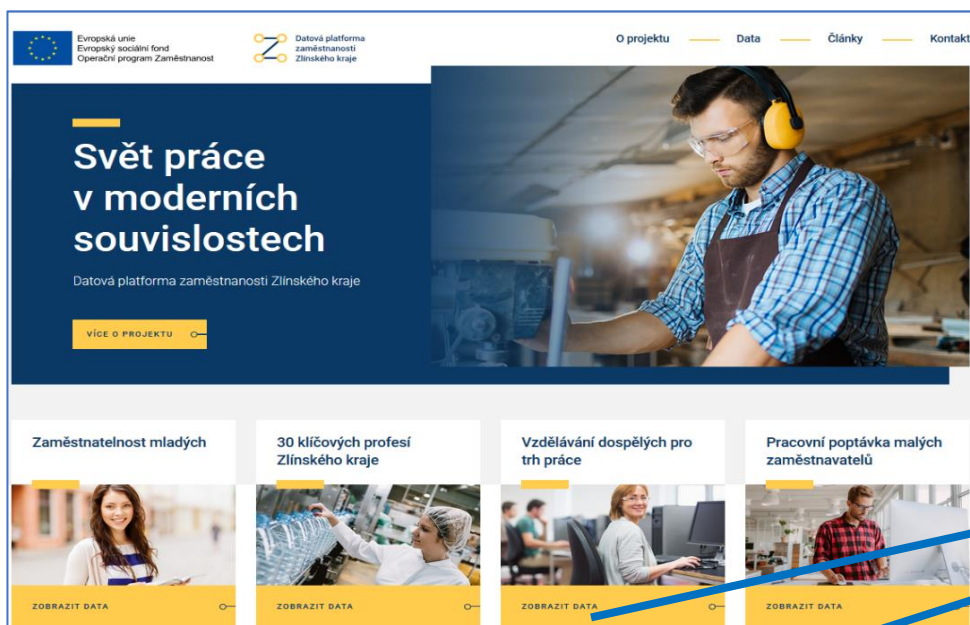 Evropská unie
Evropský sociální fond
Operační program Zaměstnanost
Datová platforma
zaměstnanosti
Zlínského kraje
O projektu
Data
Články
Kontakt
Svět práce
v moderních
souvislostech
Datová platforma zaměstnanosti Zlínského kraje
VÍCE O PROJEKTU
Zaměstnatelnost mladých
30 klíčových profesí
Zlínského kraje
Vzdělávání dospělých pro
trh práce
Pracovní poptávka malých
zaměstnavatelů
ZOBRAZIT DATA
ZOBRAZIT DATA
ZOBRAZIT DATA
ZOBRAZIT DATA